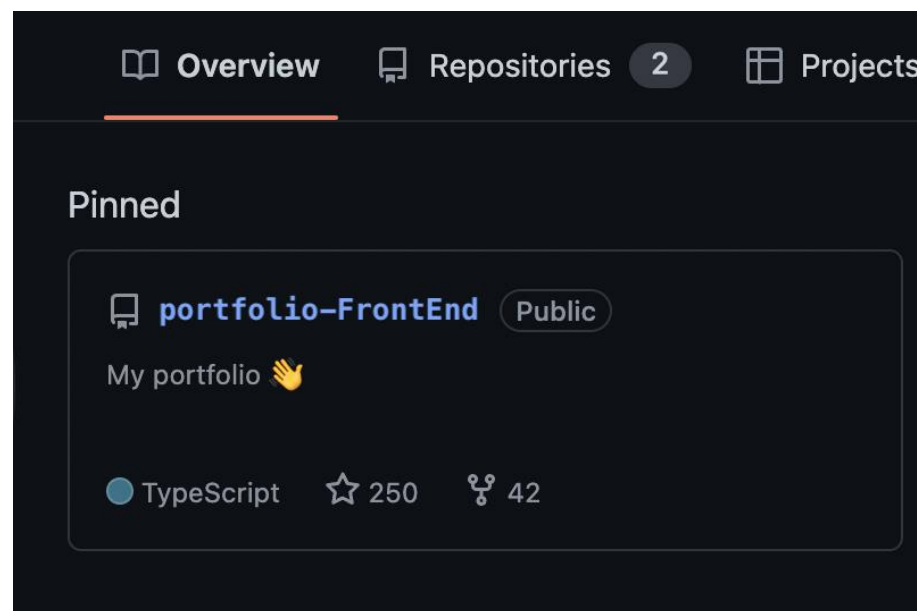 Overview Repositories 2 Projects
Pinned
portfolio-FrontEnd Public
My portfolio 👋
TypeScript 250 42